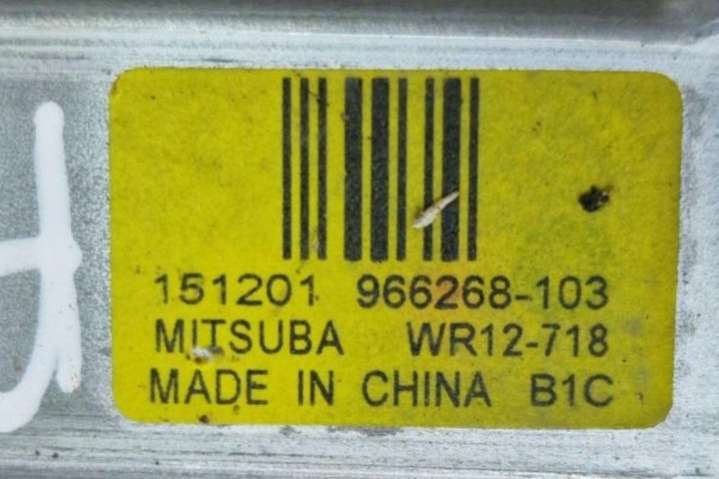 151201 966268-103
MITSUBA WR12-718
MADE IN CHINA B1C